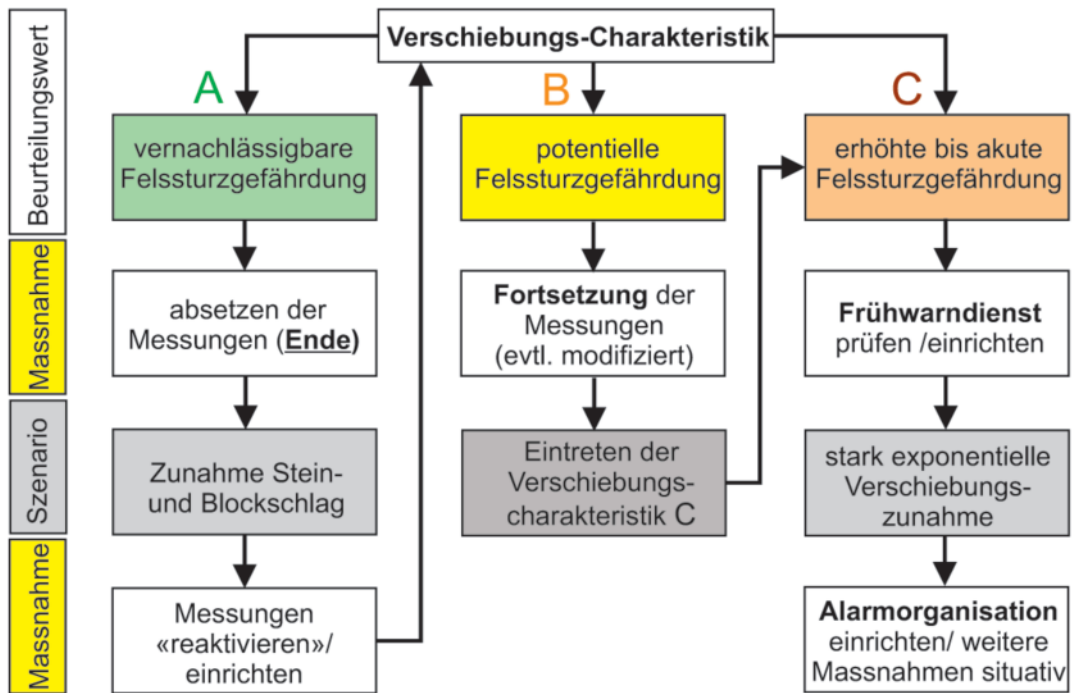 Verschiebungs-Charakteristik
A
B
C
Beurteilungswert
vernachlässigbare
Felssturzgefährdung
potentielle
Felssturzgefährdung
erhöhte bis akute
Felssturzgefährdung
Massnahme
absetzen der
Messungen (Ende)
Fortsetzung der
Messungen
(evtl. modifiziert)
Frühwarndienst
prüfen /einrichten
Szenario
Zunahme Stein-
und Blockschlag
Eintreten der
Verschiebungs-
charakteristik C
stark exponentielle
Verschiebungs-
zunahme
Massnahme
Messungen
«reaktivieren»/
einrichten
Alarmorganisation
einrichten/ weitere
Massnahmen situativ